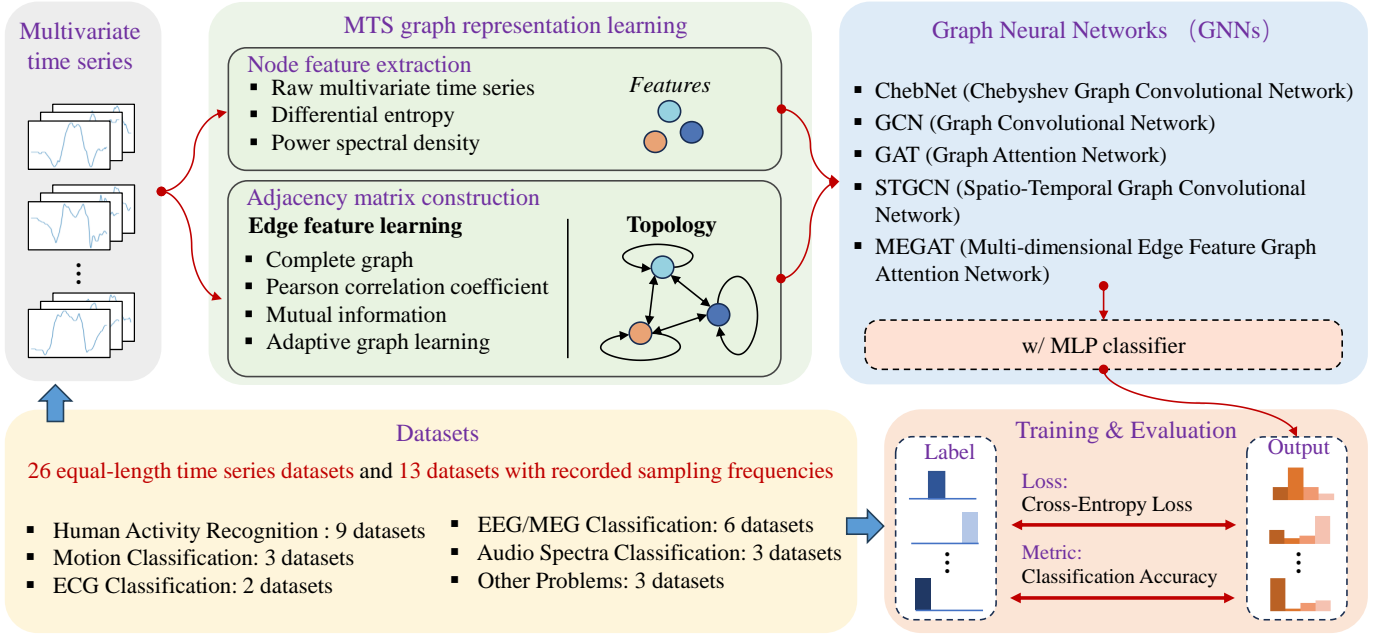 Multivariate
time series
MTS graph representation learning
Node feature extraction
▪ Raw multivariate time series
▪ Differential entropy
▪ Power spectral density
Features
Adjacency matrix construction
Edge feature learning
▪ Complete graph
▪ Pearson correlation coefficient
▪ Mutual information
▪ Adaptive graph learning
Topology
Graph Neural Networks （GNNs）
▪ ChebNet (Chebyshev Graph Convolutional Network)
▪ GCN (Graph Convolutional Network)
▪ GAT (Graph Attention Network)
▪ STGCN (Spatio-Temporal Graph Convolutional
Network)
▪ MEGAT (Multi-dimensional Edge Feature Graph
Attention Network)
w/ MLP classifier
Datasets
26 equal-length time series datasets and 13 datasets with recorded sampling frequencies
▪ Human Activity Recognition : 9 datasets
▪ Motion Classification: 3 datasets
▪ ECG Classification: 2 datasets
▪ EEG/MEG Classification: 6 datasets
▪ Audio Spectra Classification: 3 datasets
▪ Other Problems: 3 datasets
Training & Evaluation
Label
Loss:
Cross-Entropy Loss
Metric:
Classification Accuracy
Output